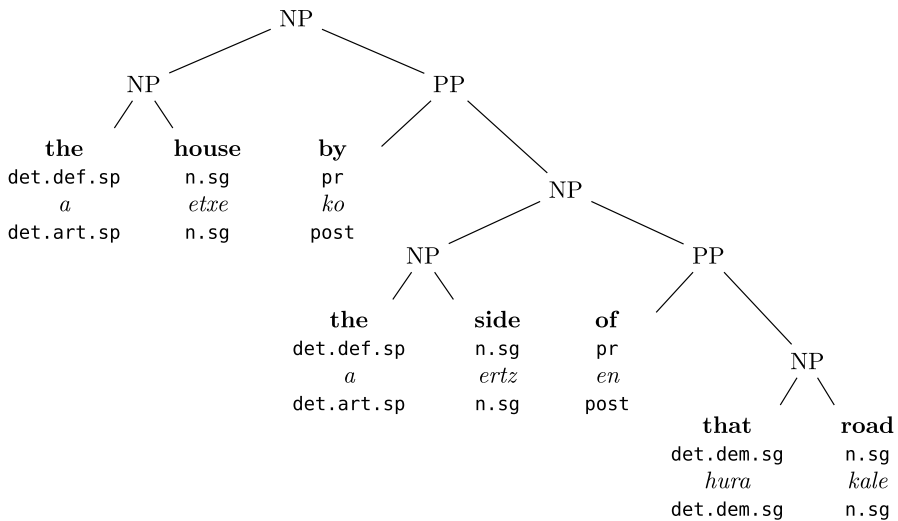 NP
NP PP
the house by
det.def.sp n.sg pr
a etxe ko
det.art.sp n.sg post
NP
NP PP
the side of
det.def.sp n.sg pr
a ertz en
det.art.sp n.sg post
NP
that road
det.dem.sg n.sg
hura kale
det.dem.sg n.sg